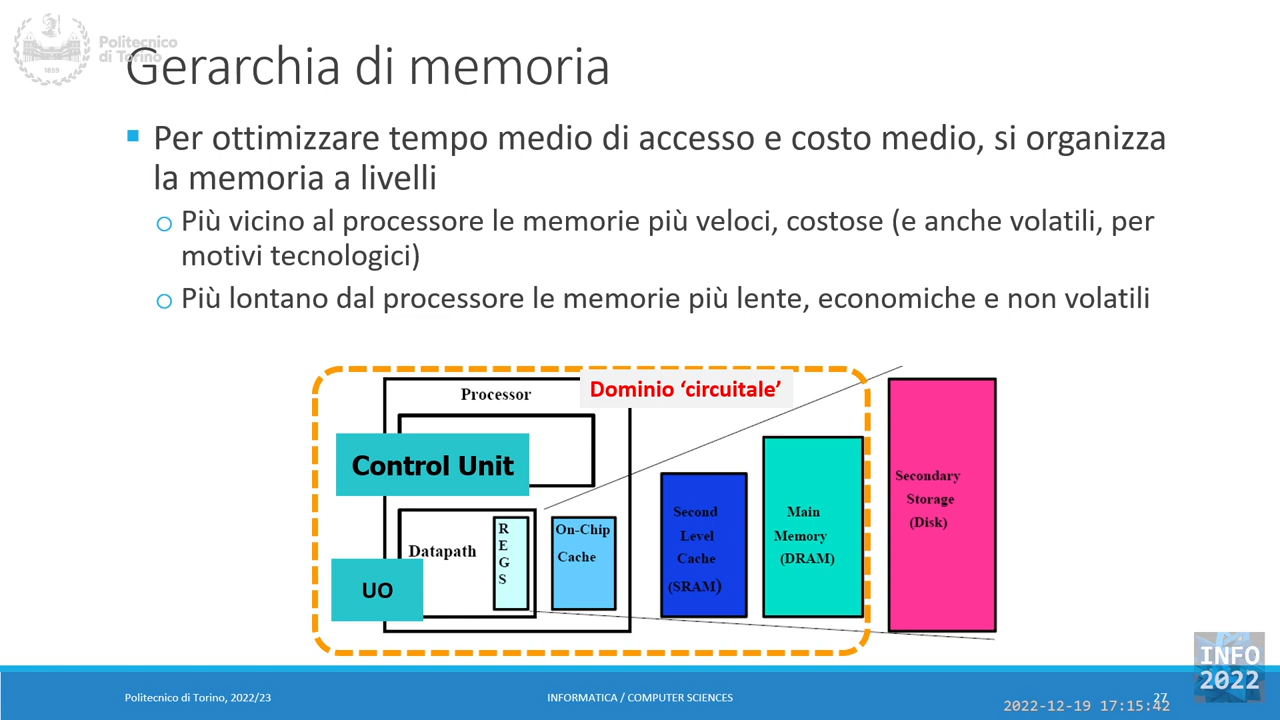 Politecnico
di Torino
1859
Gerarchia di memoria
Per ottimizzare tempo medio di accesso e costo medio, si organizza
la memoria a livelli
Più vicino al processore le memorie più veloci, costose (e anche volatili, per
motivi tecnologici)
Più lontano dal processore le memorie più lente, economiche e non volatili
Dominio ‘circuitale’
Processor
Control Unit
Datapath
R
E
G
S
UO
On-Chip
Cache
Second
Level
Cache
(SRAM)
Main
Memory
(DRAM)
Secondary
Storage
(Disk)
INFO
2022
Politecnico di Torino, 2022/23
INFORMATICA / COMPUTER SCIENCES
27
2022-12-19 17:15:42